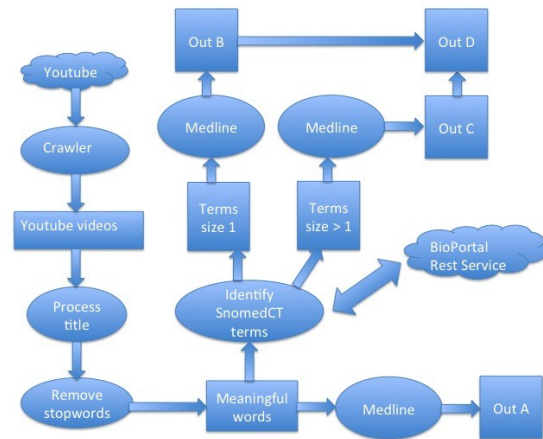 Youtube
Crawler
Youtube videos
Process
title
Remove
stopwords
Meaningful
words
Medline
Out A
Identify
SnomedCT
terms
BioPortal
Rest Service
Terms
size 1
Terms
size > 1
Medline
Medline
Out B
Out C
Out D